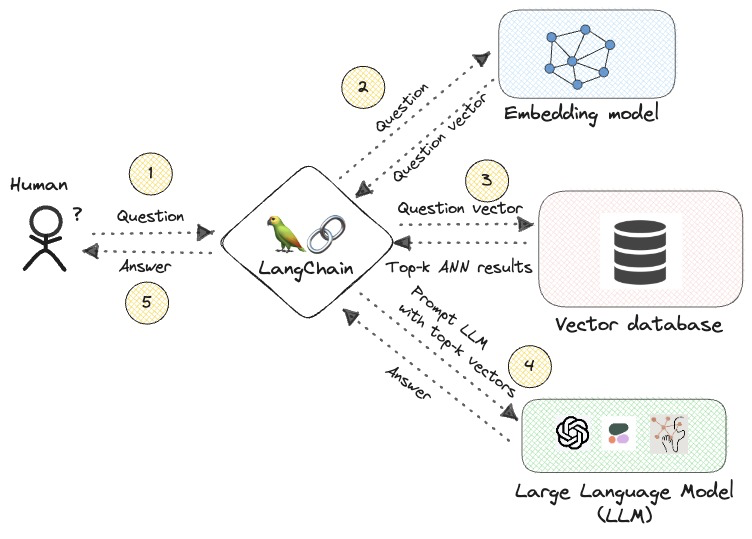 Human
?
1
Question
Answer
5
LangChain
2
Question
Question vector
Embedding model
3
Question vector
Top-k ANN results
Vector database
Prompt LLM
with top-k vectors
4
Answer
Large Language Model
(LLM)